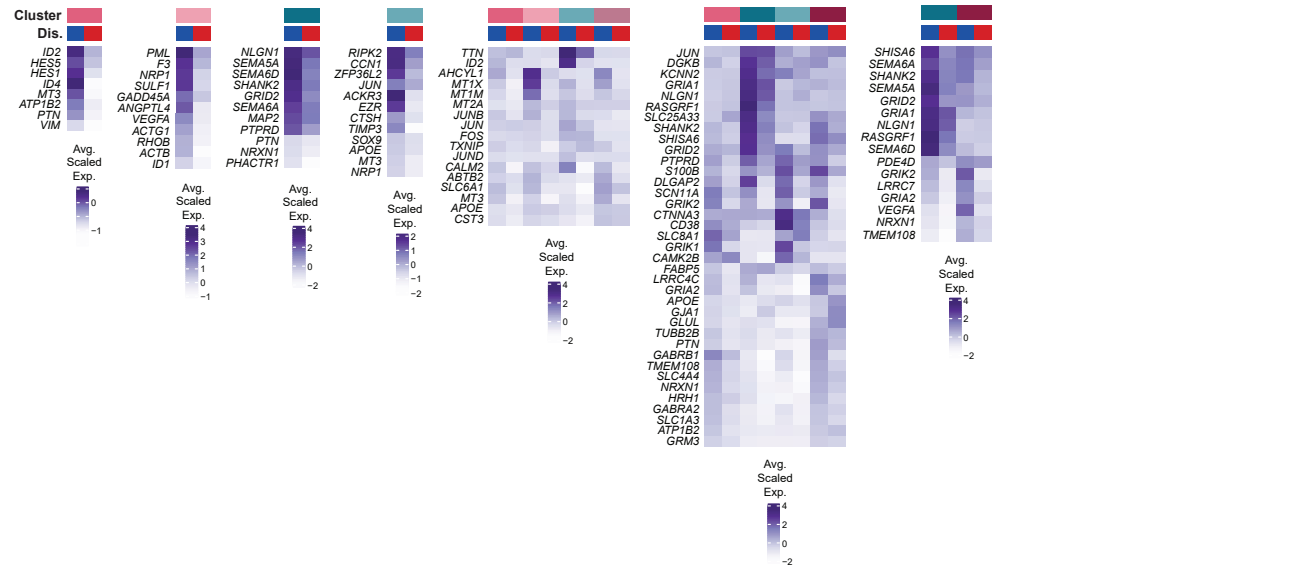 Cluster
Dis.
ID2
HES5
HES1
ID4
MT3
ATP1B2
PTN
VIM
Avg.
Scaled
Exp.
0
−1
PML
F3
NRP1
SULF1
GADD45A
ANGPTL4
VEGFA
ACTG1
RHOB
ACTB
ID1
Avg.
Scaled
Exp.
4
3
2
1
0
−1
NLGN1
SEMA5A
SEMA6D
SHANK2
GRID2
SEMA6A
MAP2
PTPRD
PTN
NRXN1
PHACTR1
Avg.
Scaled
Exp.
4
2
0
−2
RIPK2
CCN1
ZFP36L2
JUN
ACKR3
EZR
CTSH
TIMP3
SOX9
APOE
MT3
NRP1
Avg.
Scaled
Exp.
2
1
0
−1
−2
TTN
ID2
AHCYL1
MT1X
MT1M
MT2A
JUNB
JUN
FOS
TXNIP
JUND
CALM2
ABTB2
SLC6A1
MT3
APOE
CST3
Avg.
Scaled
Exp.
4
2
0
−2
JUN
DGKB
KCNN2
GRIA1
NLGN1
RASGRF1
SLC25A33
SHANK2
SHISA6
GRID2
PTPRD
S100B
DLGAP2
SCN11A
GRIK2
CTNNA3
CD38
SLC8A1
GRIK1
CAMK2B
FABP5
LRRC4C
GRIA2
APOE
GJA1
GLUL
TUBB2B
PTN
GABRB1
TMEM108
SLC4A4
NRXN1
HRH1
GABRA2
SLC1A3
ATP1B2
GRM3
Avg.
Scaled
Exp.
4
2
0
−2
SHISA6
SEMA6A
SHANK2
SEMA5A
GRID2
GRIA1
NLGN1
RASGRF1
SEMA6D
PDE4D
GRIK2
LRRC7
GRIA2
VEGFA
NRXN1
TMEM108
Avg.
Scaled
Exp.
4
2
0
−2